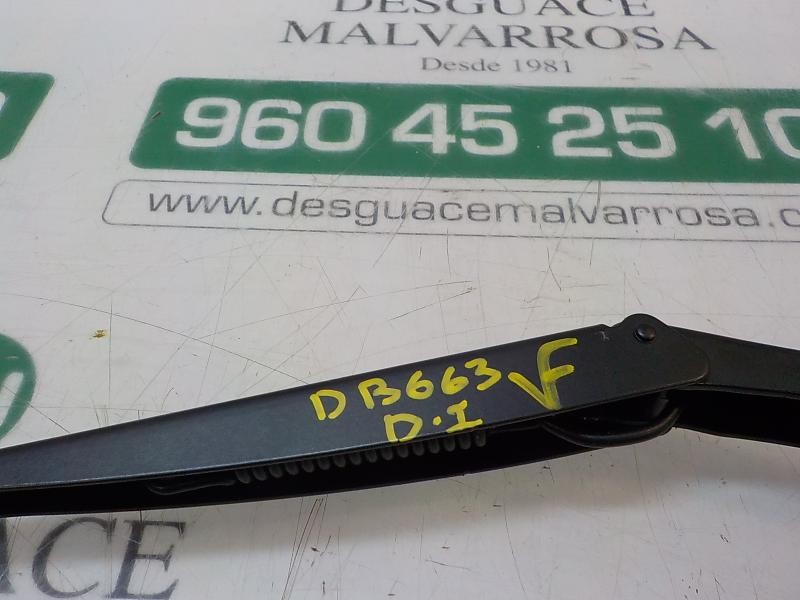 DESGUACE
MALVARROSA
Desde 1981
960 45 25 10
www.desguacemalvarrosa.c
DB663
D.I
ACE